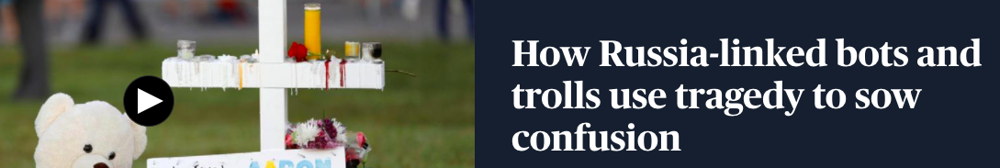 How Russia-linked bots and
trolls use tragedy to sow
confusion